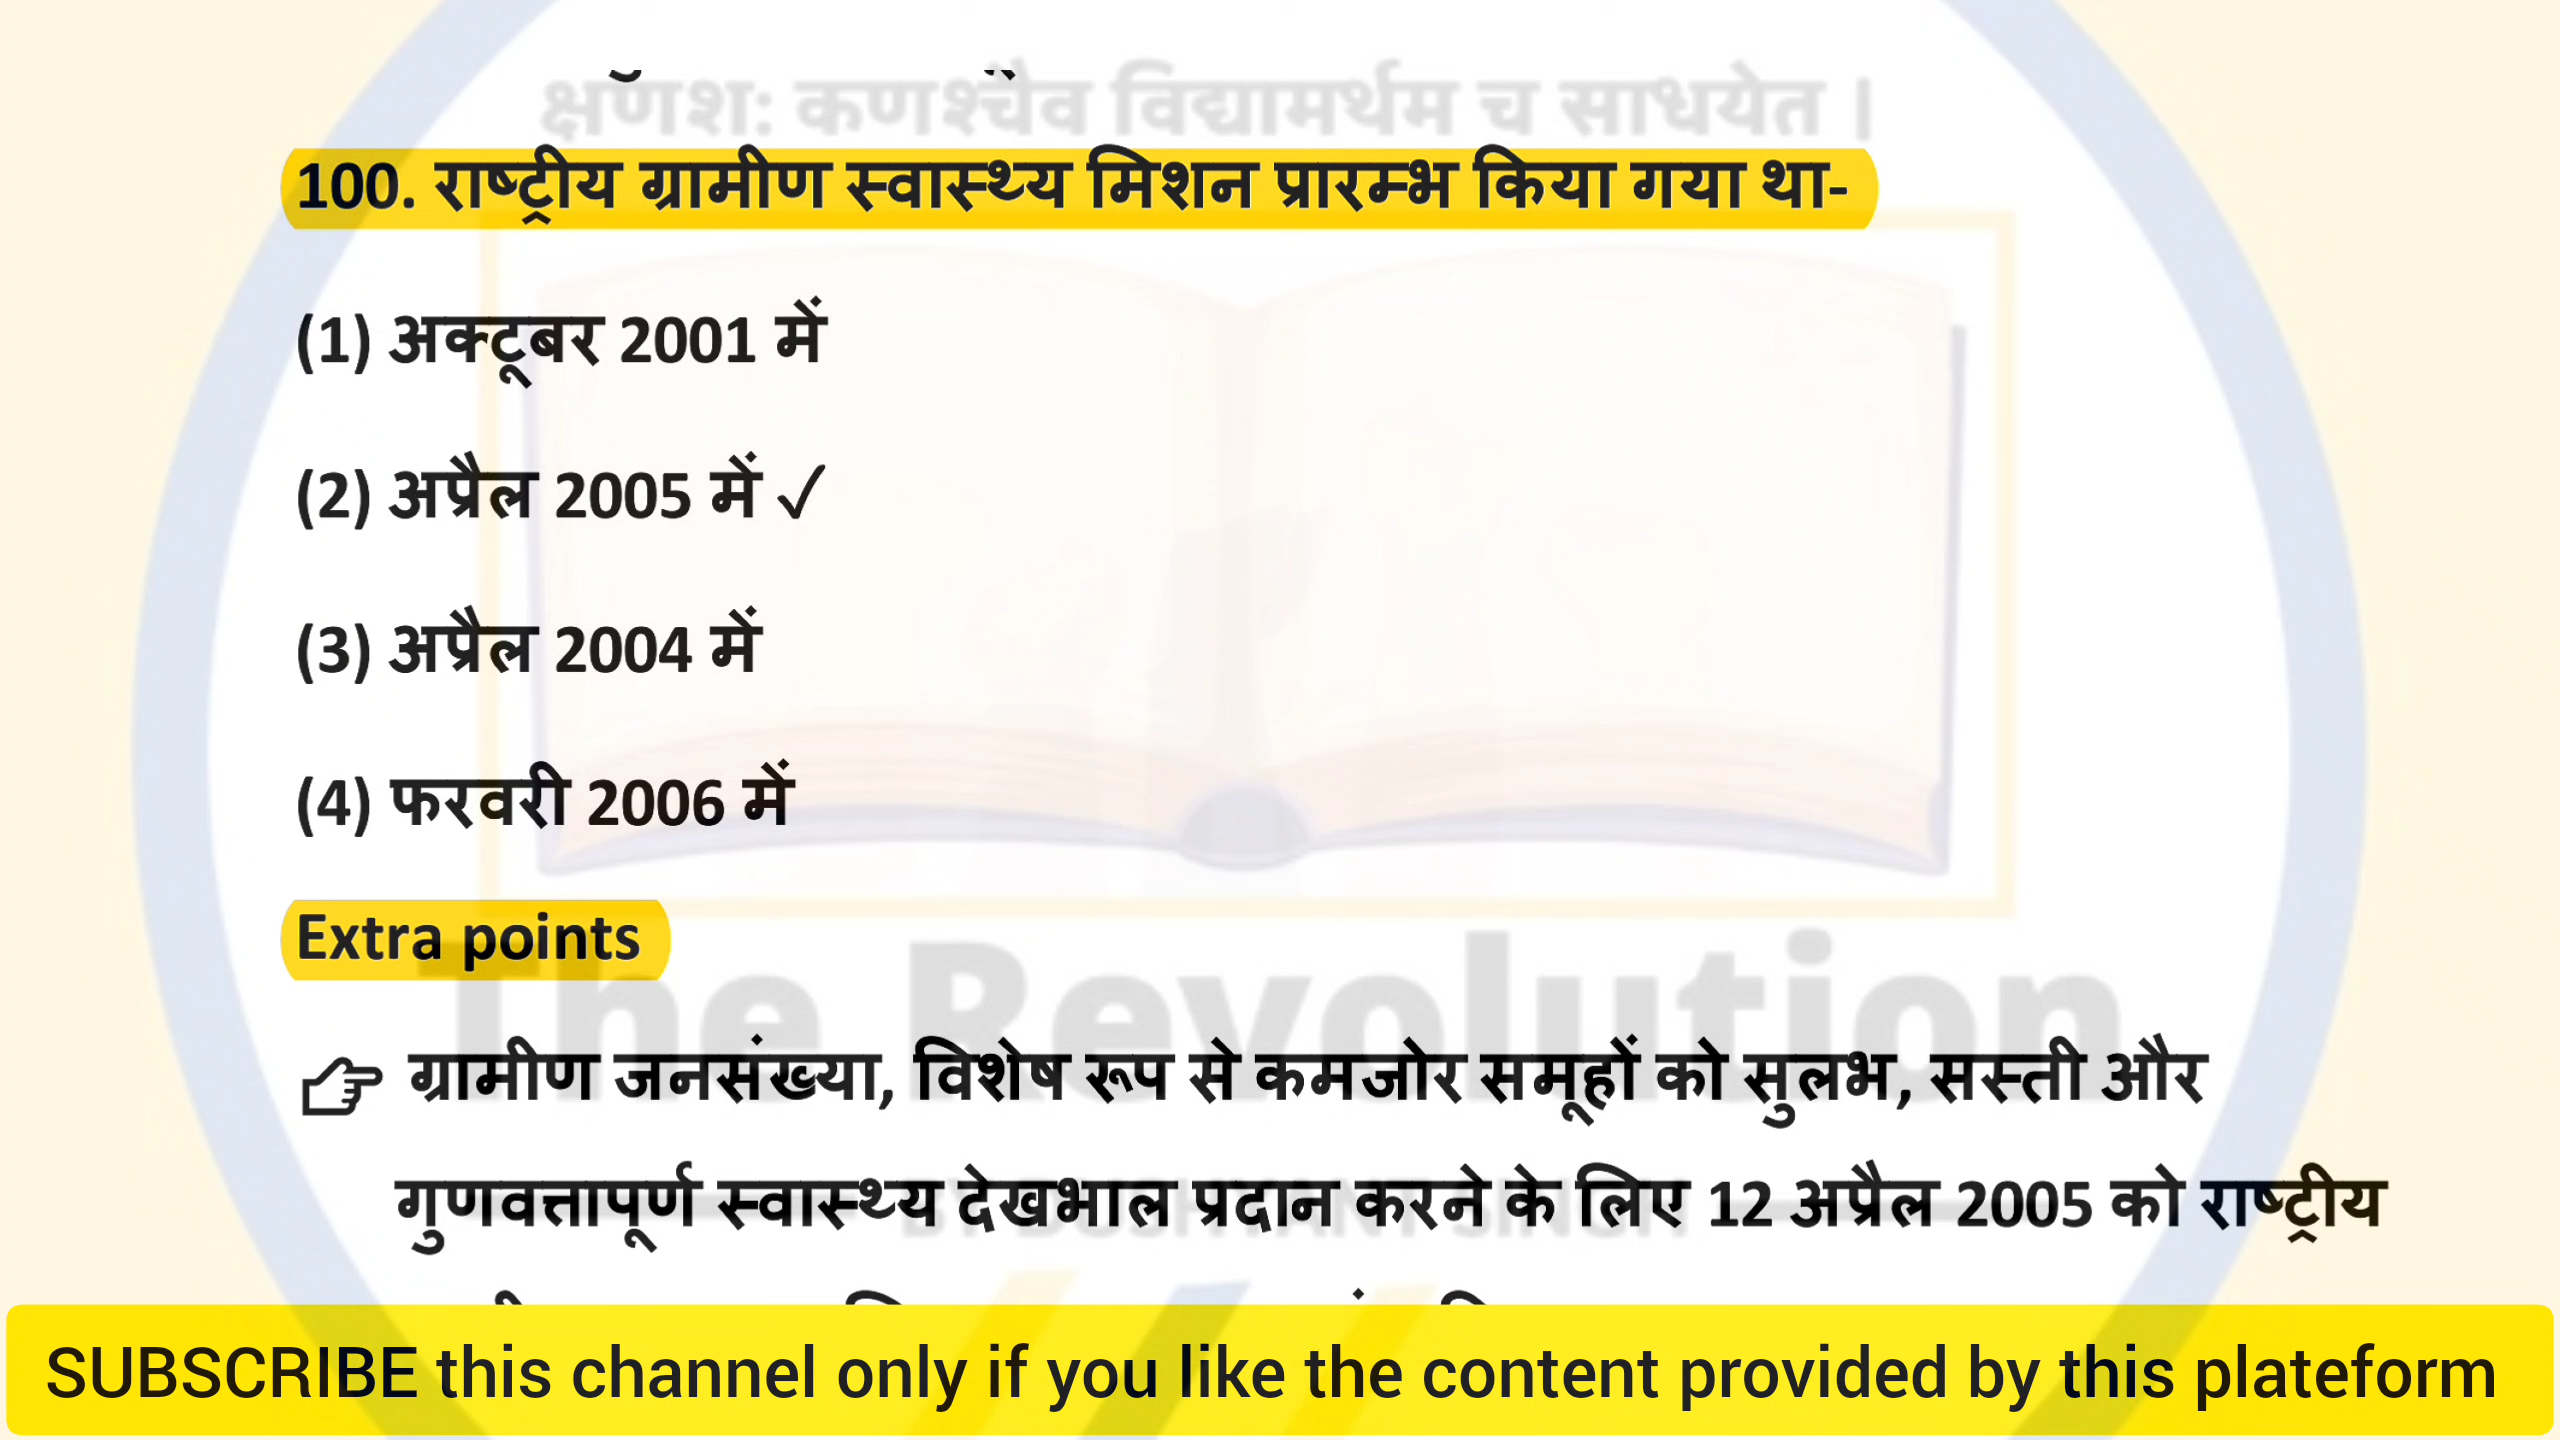 क्षणश: कणश्चैव विद्यामर्थम च साधयेत।
100. राष्ट्रीय ग्रामीण स्वास्थ्य मिशन प्रारम्भ किया गया था-
(1) अक्टूबर 2001 में
(2) अप्रैल 2005 में ✓
(3) अप्रैल 2004 में
(4) फरवरी 2006 में
Extra points
The Revolution
👉 ग्रामीण जनसंख्या, विशेष रूप से कमजोर समूहों को सुलभ, सस्ती और
गुणवत्तापूर्ण स्वास्थ्य देखभाल प्रदान करने के लिए 12 अप्रैल 2005 को राष्ट्रीय
SUBSCRIBE this channel only if you like the content provided by this plateform